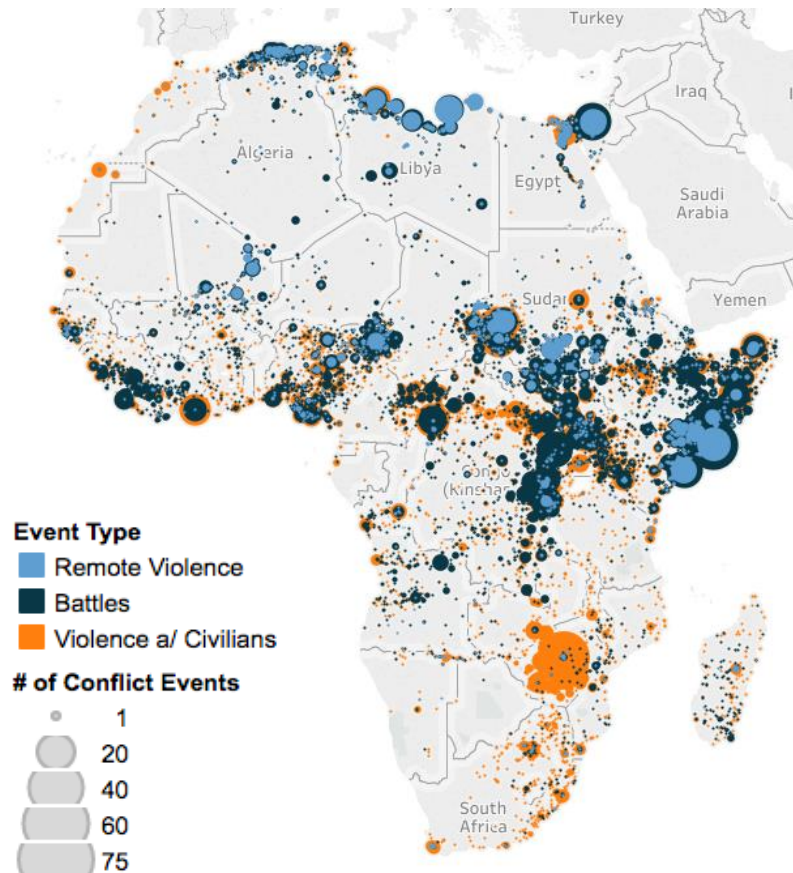 Turkey
Iraq
Algeria
Libya
Egypt
Saudi
Arabia
Sudan
Yemen
Congo
(Kinshas
Event Type
Remote Violence
Battles
Violence a/ Civilians
# of Conflict Events
1
20
40
60
75
South
Africa